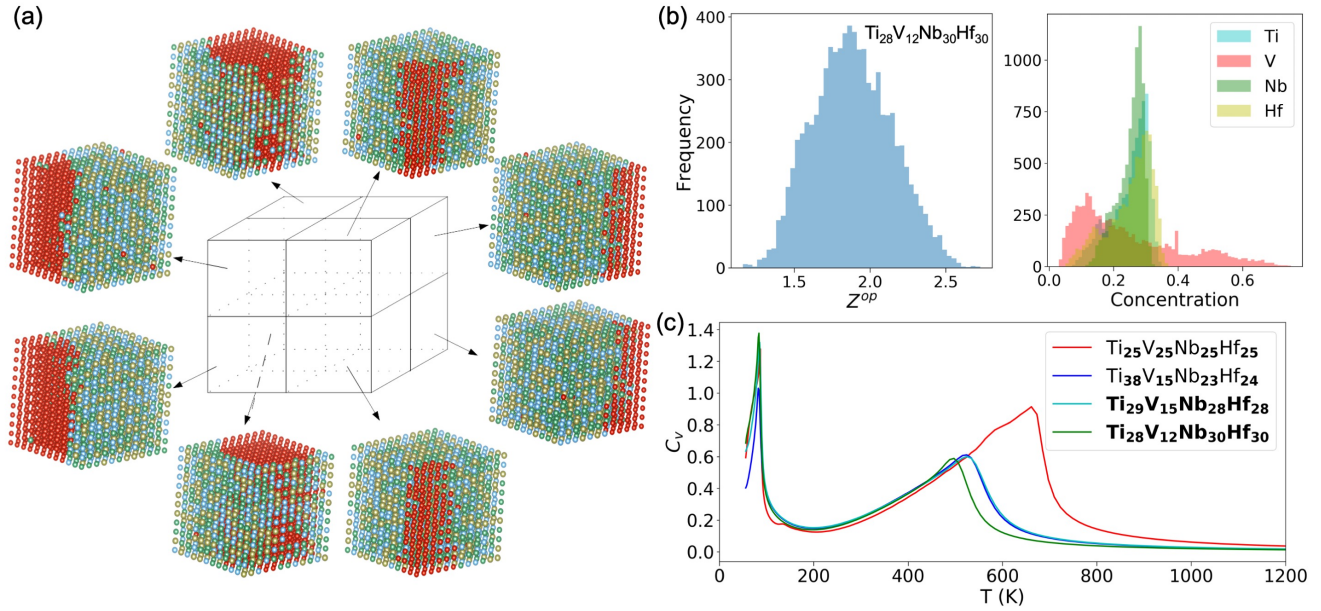 (a)
(b)
Ti28V12Nb30Hf30
400
300
200
100
0
Frequency
1.5
2.0
2.5
Z^op
Ti
V
Nb
Hf
1000
750
500
250
0
0.0
0.2
0.4
0.6
Concentration
(c)
1.4
1.2
1.0
0.8
0.6
0.4
0.2
0.0
C_v
Ti25V25Nb25Hf25
Ti38V15Nb23Hf24
Ti29V15Nb28Hf28
Ti28V12Nb30Hf30
0
200
400
600
800
1000
1200
T (K)